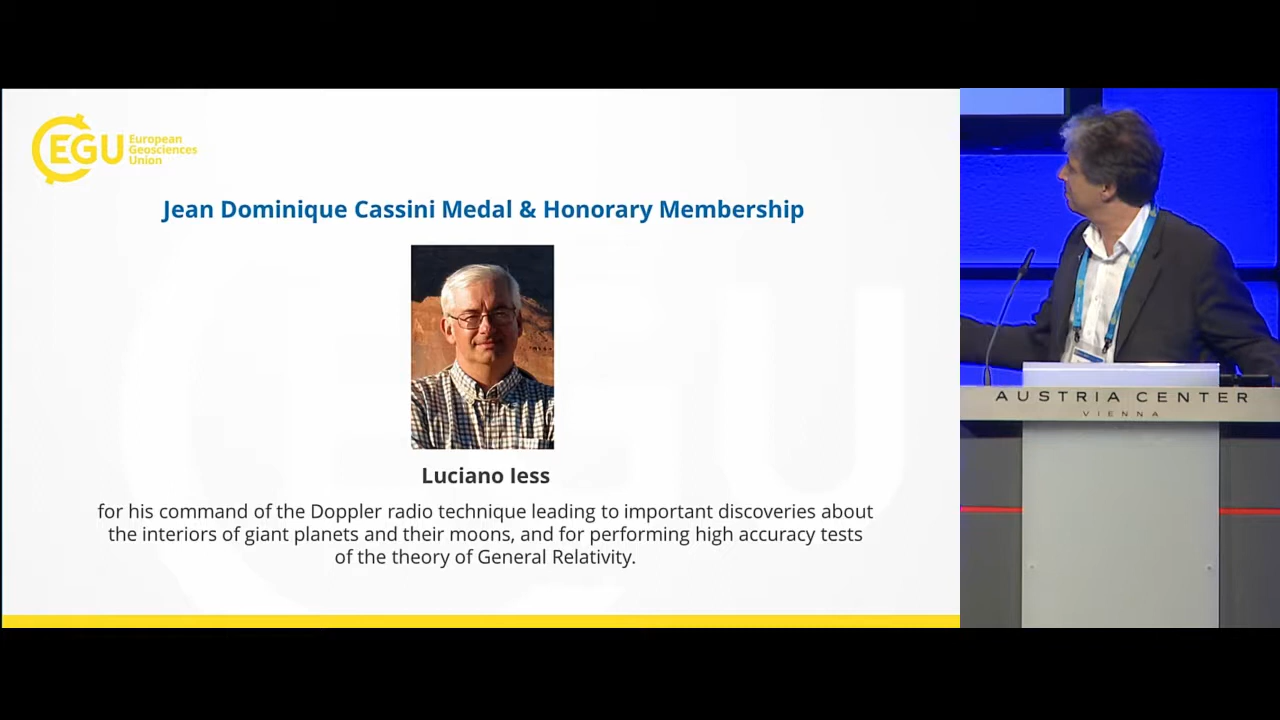 EGU
European
Geosciences
Union
Jean Dominique Cassini Medal & Honorary Membership
Luciano Iess
for his command of the Doppler radio technique leading to important discoveries about
the interiors of giant planets and their moons, and for performing high accuracy tests
of the theory of General Relativity.
AUSTRIA CENTER
VIENNA